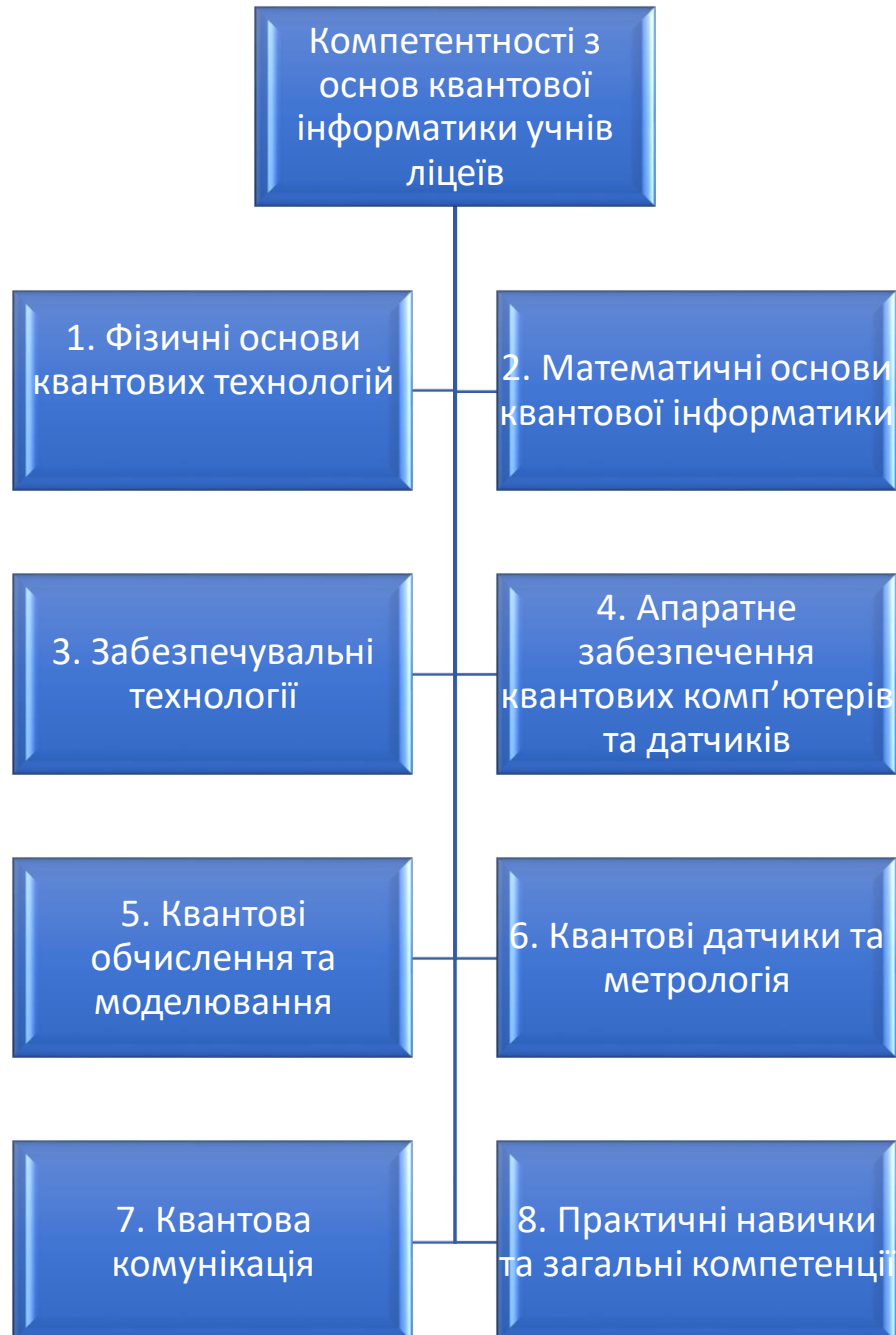 Компетентності з
основ квантової
інформатики учнів
ліцеїв
1. Фізичні основи
квантових технологій
2. Математичні основи
квантової інформатики
3. Забезпечувальні
технології
4. Апаратне
забезпечення
квантових комп’ютерів
та датчиків
5. Квантові
обчислення та
моделювання
6. Квантові датчики та
метрологія
7. Квантова
комунікація
8. Практичні навички
та загальні компетенції